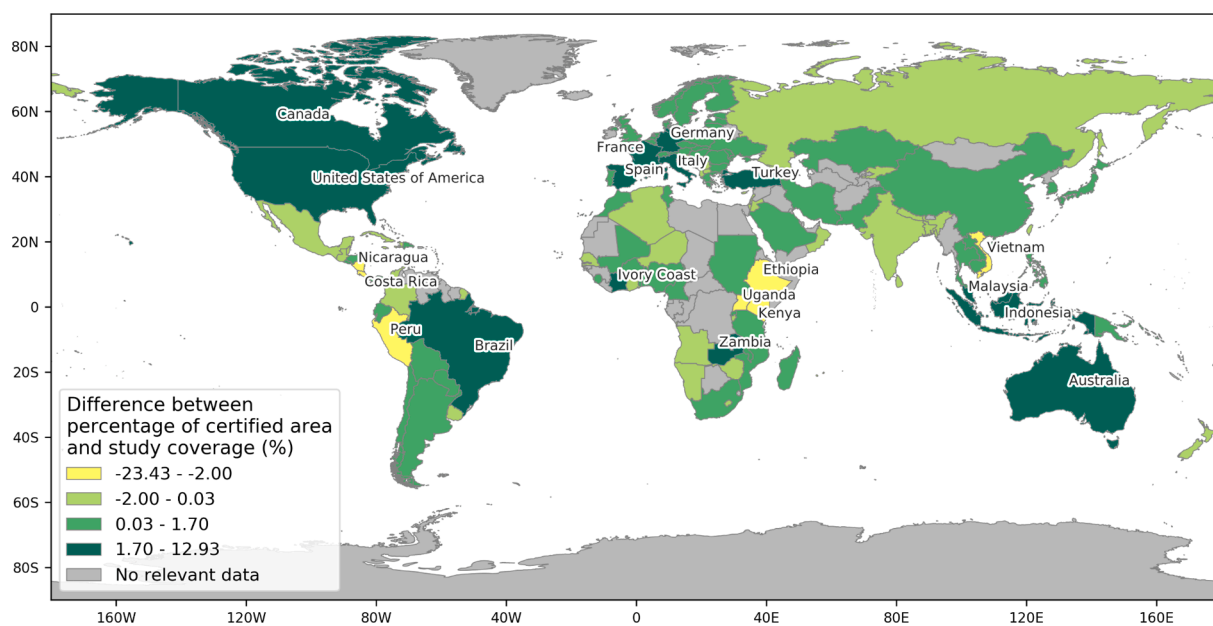 80N
60N
40N
20N
0
20S
40S
60S
80S
160W
120W
80W
40W
0
40E
80E
120E
160E
Canada
United States of America
Nicaragua
Costa Rica
Peru
Brazil
France
Germany
Spain
Italy
Turkey
Ivory Coast
Ethiopia
Uganda
Kenya
Zambia
Vietnam
Malaysia
Indonesia
Australia
Difference between
percentage of certified area
and study coverage (%)
-23.43 - -2.00
-2.00 - 0.03
0.03 - 1.70
1.70 - 12.93
No relevant data